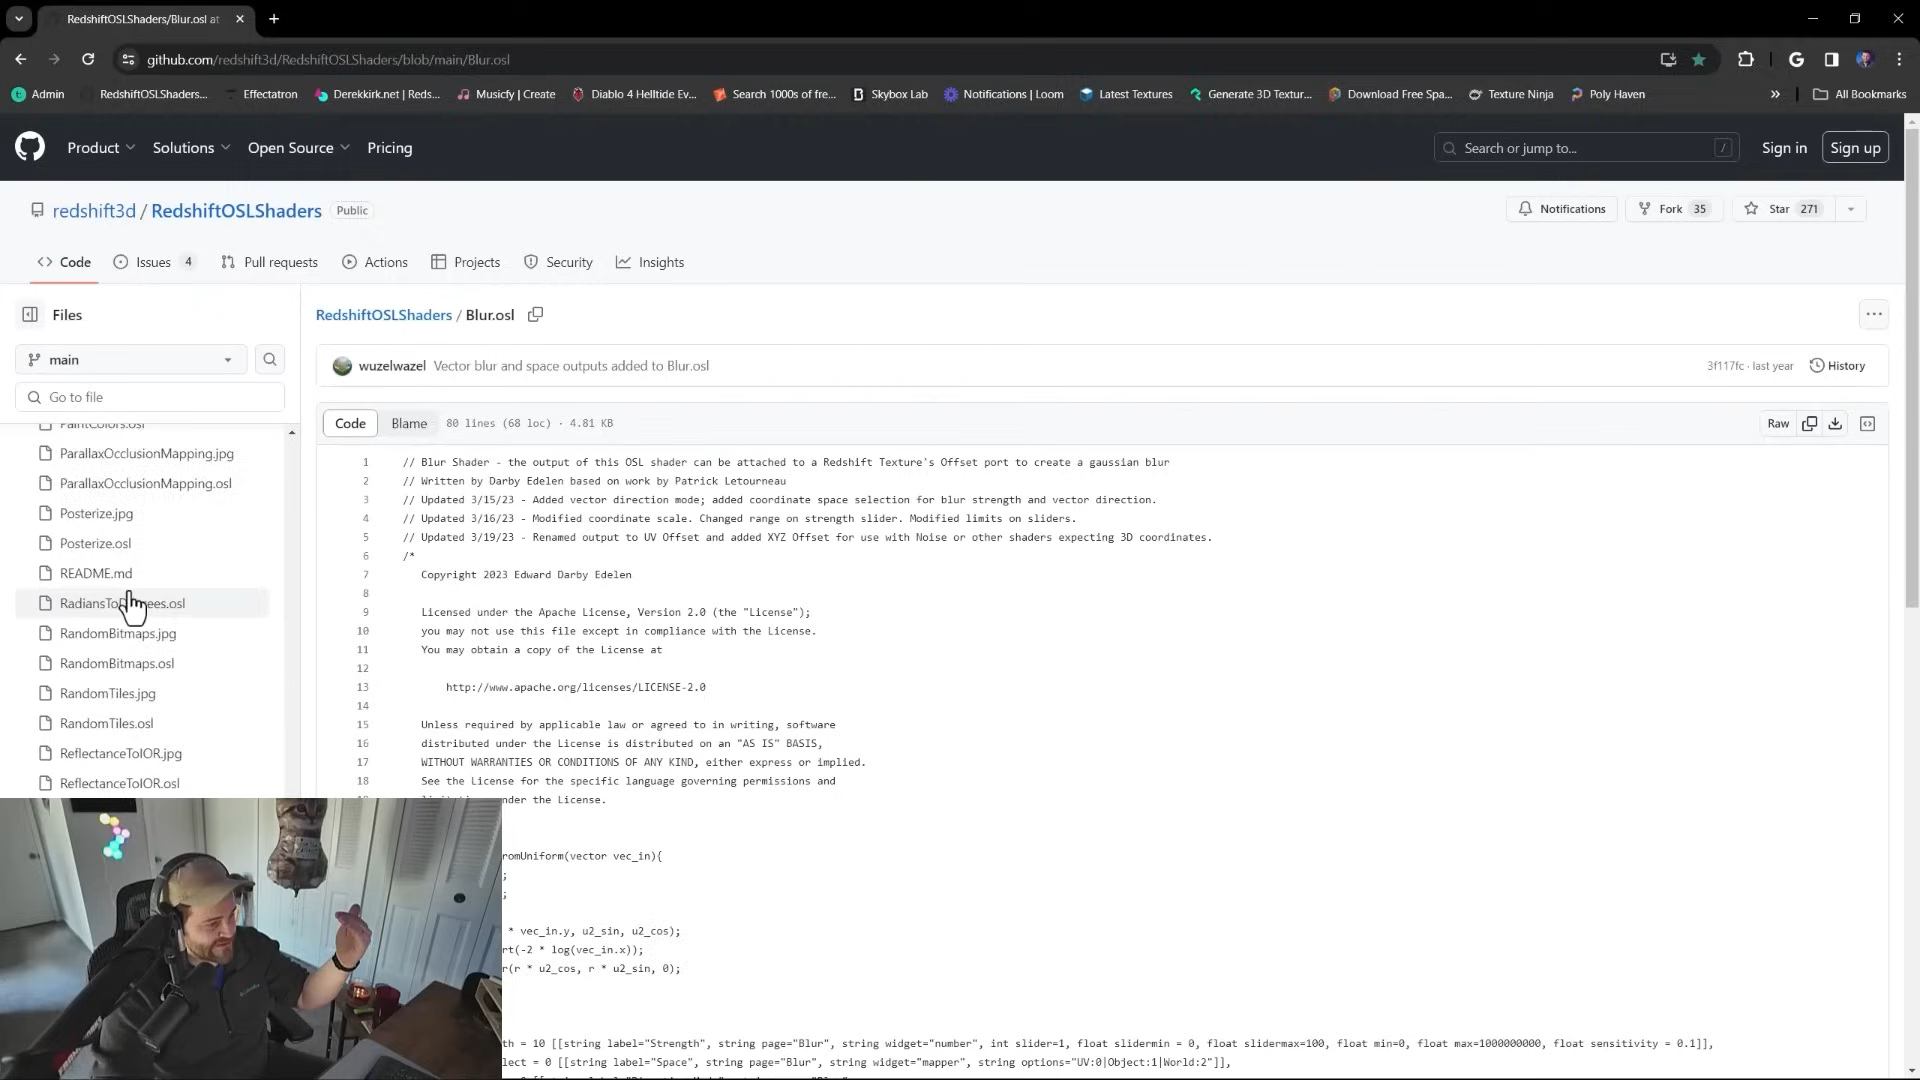 RedshiftOSLShaders/Blur.osl at
github.com/redshift3d/RedshiftOSLShaders/blob/main/Blur.osl
Admin
RedshiftOSLShaders...
Effectatron
Derekkirk.net | Reds...
Musicfy | Create
Diablo 4 Helltide Ev...
Search 1000s of fre...
Skybox Lab
Notifications | Loom
Latest Textures
Generate 3D Textur...
Download Free Spa...
Texture Ninja
Poly Haven
All Bookmarks
Product
Solutions
Open Source
Pricing
Search or jump to...
/
Sign in
Sign up
redshift3d / RedshiftOSLShaders
Public
Notifications
Fork 35
Star 271
Code
Issues 4
Pull requests
Actions
Projects
Security
Insights
Files
main
Go to file
PaintColors.osl
ParallaxOcclusionMapping.jpg
ParallaxOcclusionMapping.osl
Posterize.jpg
Posterize.osl
README.md
RandomBitmaps.jpg
RandomBitmaps.osl
RandomTiles.jpg
RandomTiles.osl
ReflectanceToIOR.jpg
ReflectanceToIOR.osl
RedshiftOSLShaders / Blur.osl
wuzelwazel Vector blur and space outputs added to Blur.osl
3f117fc · last year
History
Code
Blame
80 lines (68 loc) · 4.81 KB
Raw
1 // Blur Shader - the output of this OSL shader can be attached to a Redshift Texture's Offset port to create a gaussian blur
2 // Written by Darby Edelen based on work by Patrick Letourneau
3 // Updated 3/15/23 - Added vector direction mode; added coordinate space selection for blur strength and vector direction.
4 // Updated 3/16/23 - Modified coordinate scale. Changed range on strength slider. Modified limits on sliders.
5 // Updated 3/19/23 - Renamed output to UV Offset and added XYZ Offset for use with Noise or other shaders expecting 3D coordinates.
6 /*
7 Copyright 2023 Edward Darby Edelen
8
9 Licensed under the Apache License, Version 2.0 (the "License");
10 you may not use this file except in compliance with the License.
11 You may obtain a copy of the License at
12
13 http://www.apache.org/licenses/LICENSE-2.0
14
15 Unless required by applicable law or agreed to in writing, software
16 distributed under the License is distributed on an "AS IS" BASIS,
17 WITHOUT WARRANTIES OR CONDITIONS OF ANY KIND, either express or implied.
18 See the License for the specific language governing permissions and
under the License.
romUniform(vector vec_in){
;
;
* vec_in.y, u2_sin, u2_cos);
rt(-2 * log(vec_in.x));
r(r * u2_cos, r * u2_sin, 0);
th = 10 [[string label="Strength", string page="Blur", string widget="number", int slider=1, float slidermin = 0, float slidermax=100, float min=0, float max=1000000000, float sensitivity = 0.1]],
lect = 0 [[string label="Space", string page="Blur", string widget="mapper", string options="UV:0|Object:1|World:2"]],